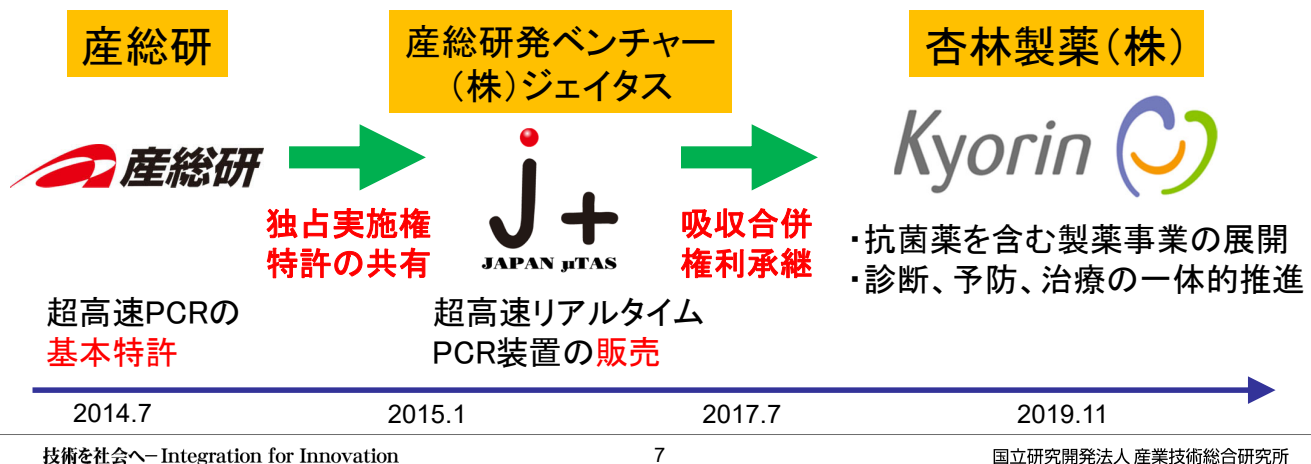 産総研
産総研発ベンチャー
(株)ジェイタス
杏林製薬(株)
産総研
j+
JAPAN µTAS
Kyorin
独占実施権
特許の共有
吸収合併
権利承継
・抗菌薬を含む製薬事業の展開
・診断、予防、治療の一体的推進
超高速PCRの
基本特許
超高速リアルタイム
PCR装置の販売
2014.7
2015.1
2017.7
2019.11
技術を社会へ−Integration for Innovation
7
国立研究開発法人 産業技術総合研究所